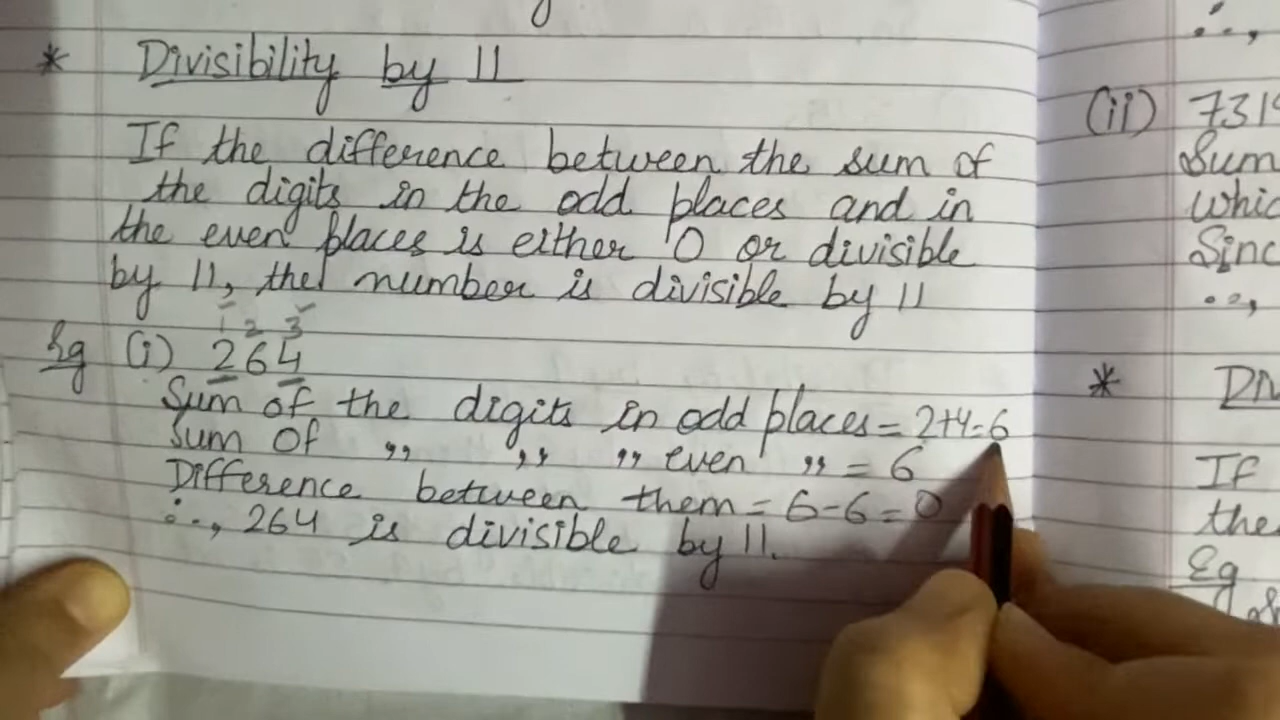 * Divisibility by 11
If the difference between the sum of
the digits in the odd places and in
the even places is either 0 or divisible
by 11, the number is divisible by 11
1 2 3
Eg (i) 264
Sum of the digits in odd places = 2+4=6
Sum of ,, ,, ,, even ,, = 6
Difference between them = 6-6=0
∴, 264 is divisible by 11.
∴,
(ii) 731
Sum
whic
Sinc
∴,
*
If
the
Eg